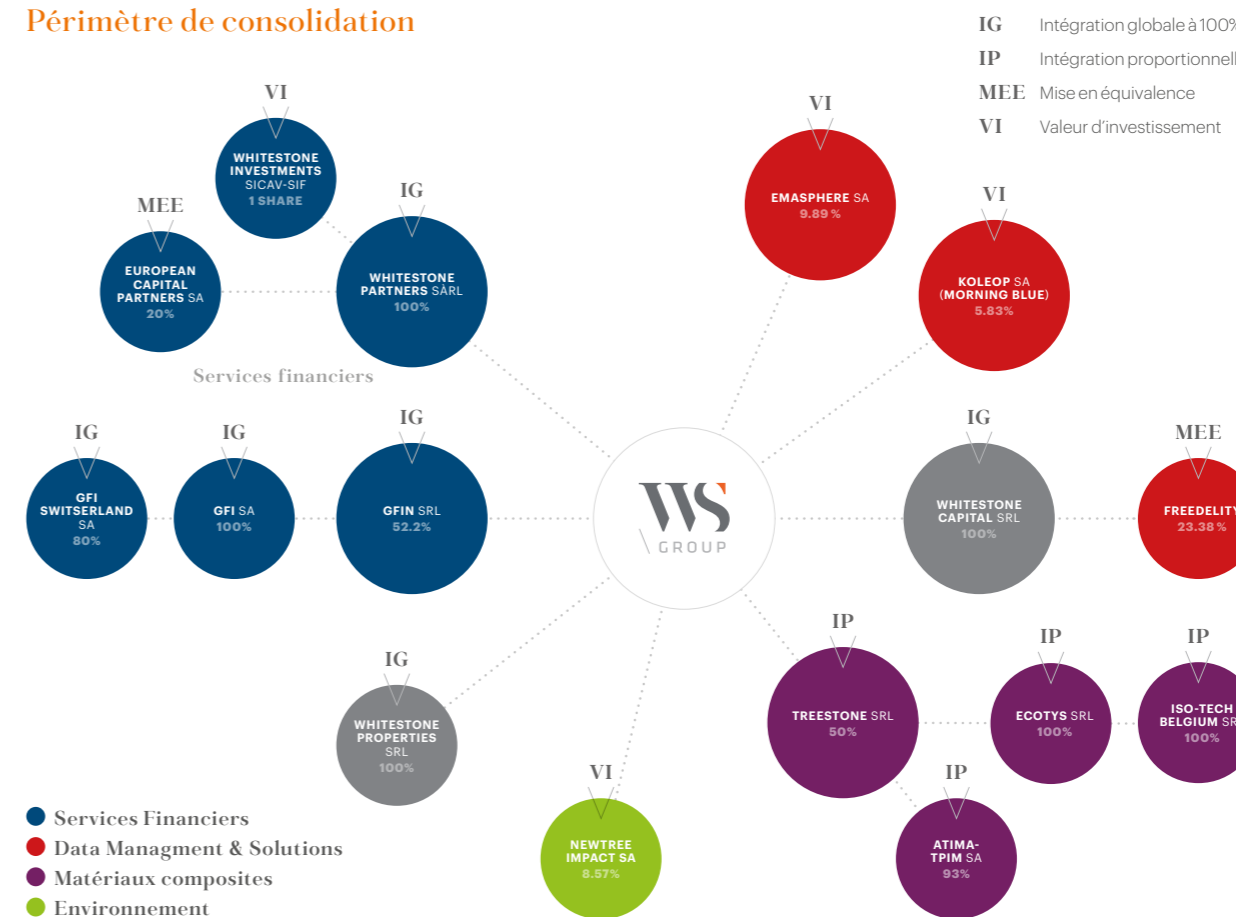 Périmètre de consolidation
IG Intégration globale à 100%
IP Intégration proportionnell
MEE Mise en équivalence
VI Valeur d'investissement
VI
WHITESTONE
INVESTMENTS
SICAV-SIF
1 SHARE
MEE
EUROPEAN
CAPITAL
PARTNERS SA
20%
IG
WHITESTONE
PARTNERS SÀRL
100%
Services financiers
VI
EMASPHERE SA
9.89 %
VI
KOLEOP SA
(MORNING BLUE)
5.83%
IG
GFI
SWITSERLAND
SA
80%
IG
GFI SA
100%
IG
GFIN SRL
52.2%
WS
GROUP
IG
WHITESTONE
CAPITAL SRL
100%
MEE
FREEDELITY
23.38 %
IG
WHITESTONE
PROPERTIES
SRL
100%
VI
NEWTREE
IMPACT SA
8.57%
IP
TREESTONE SRL
50%
IP
ECOTYS SRL
100%
IP
ISO-TECH
BELGIUM SR
100%
IP
ATIMA-
TPIM SA
93%
Services Financiers
Data Managment & Solutions
Matériaux composites
Environnement